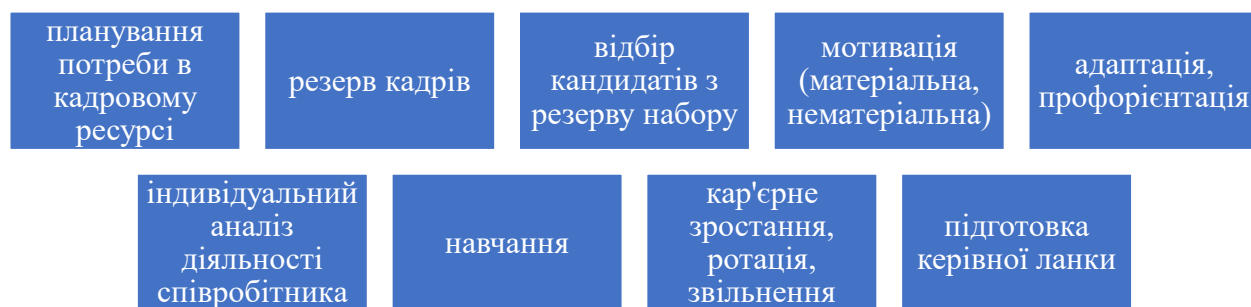 планування
потреби в
кадровому
ресурсі
резерв кадрів
відбір
кандидатів з
резерву набору
мотивація
(матеріальна,
нематеріальна)
адаптація,
профорієнтація
індивідуальний
аналіз
діяльності
співробітника
навчання
кар'єрне
зростання,
ротація,
звільнення
підготовка
керівної ланки